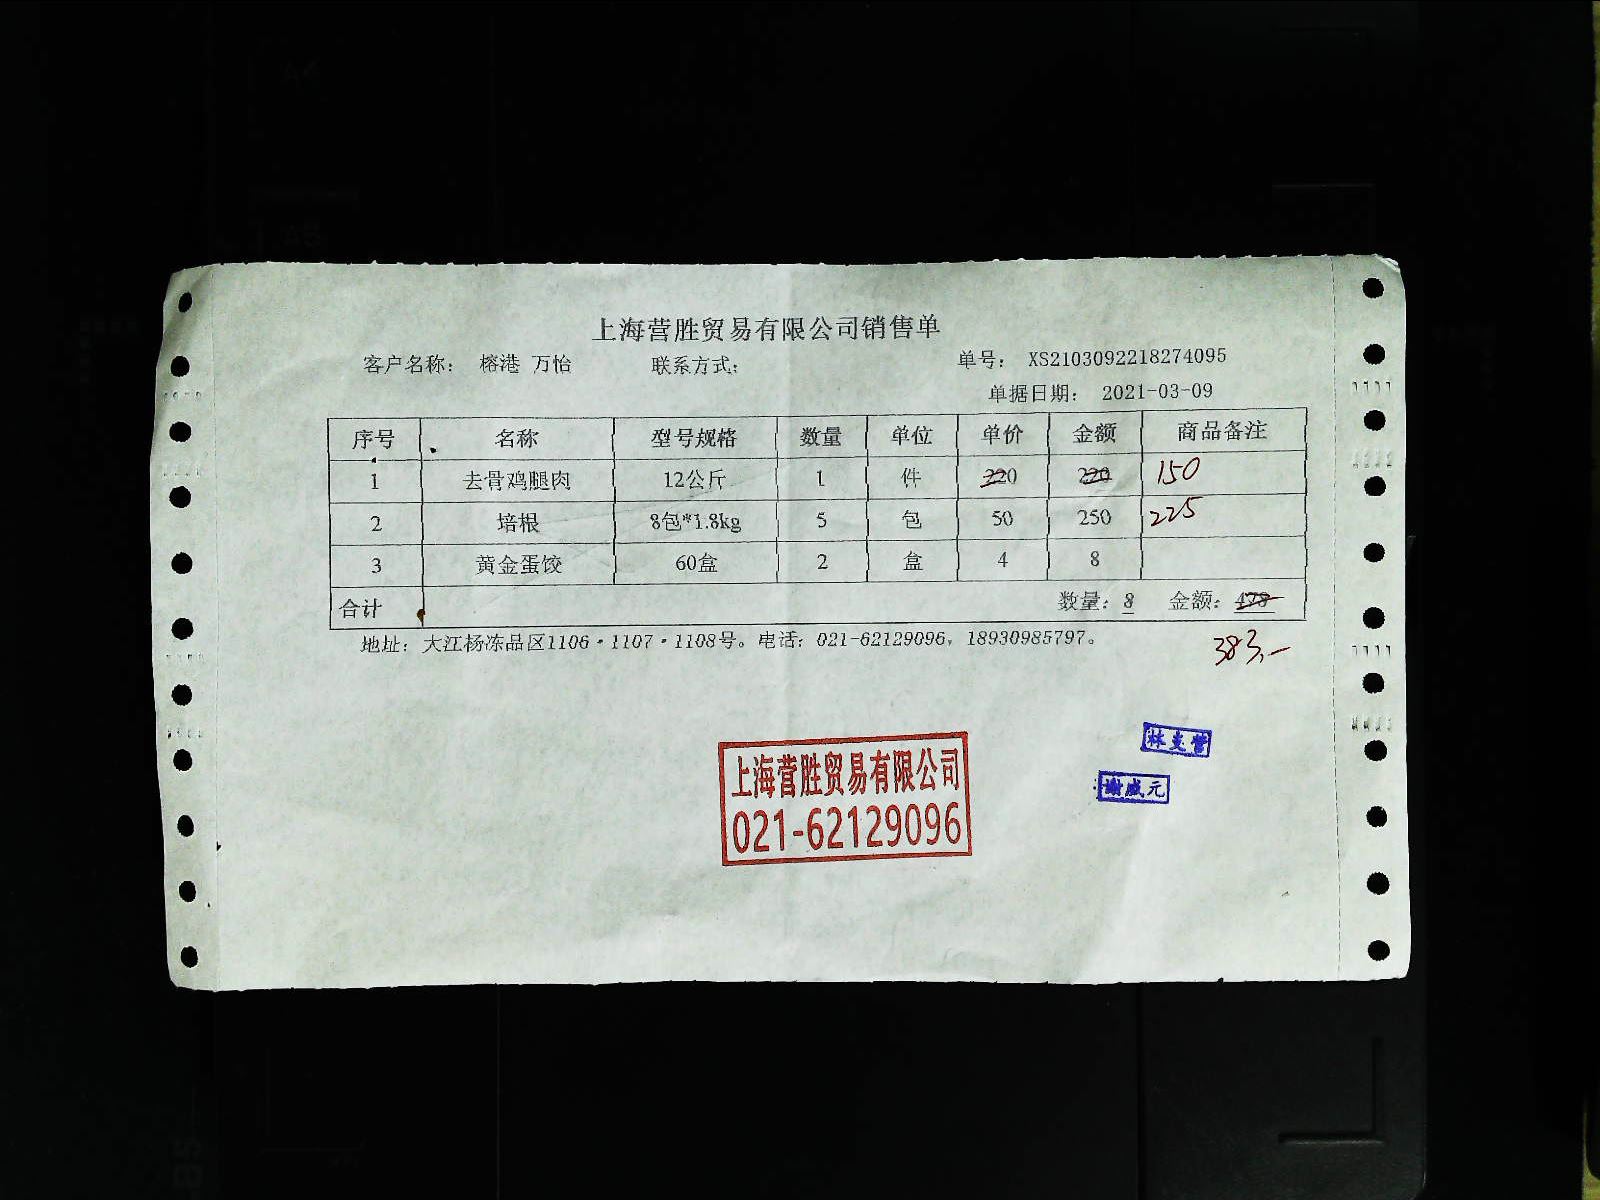 上海营胜贸易有限公司销售单
客户名称： 榕港 万怡 联系方式： 单号： XS2103092218274095
单据日期： 2021-03-09
序号 名称 型号规格 数量 单位 单价 金额 商品备注
1 去骨鸡腿肉 12公斤 1 件 220 220 150
2 培根 8包*1.8kg 5 包 50 250 225
3 黄金蛋饺 60盒 2 盒 4 8
合计 数量：8 金额：478
383,-
地址：大江杨冻品区1106·1107·1108号。电话：021-62129096，18930985797。
上海营胜贸易有限公司
021-62129096
谢威元